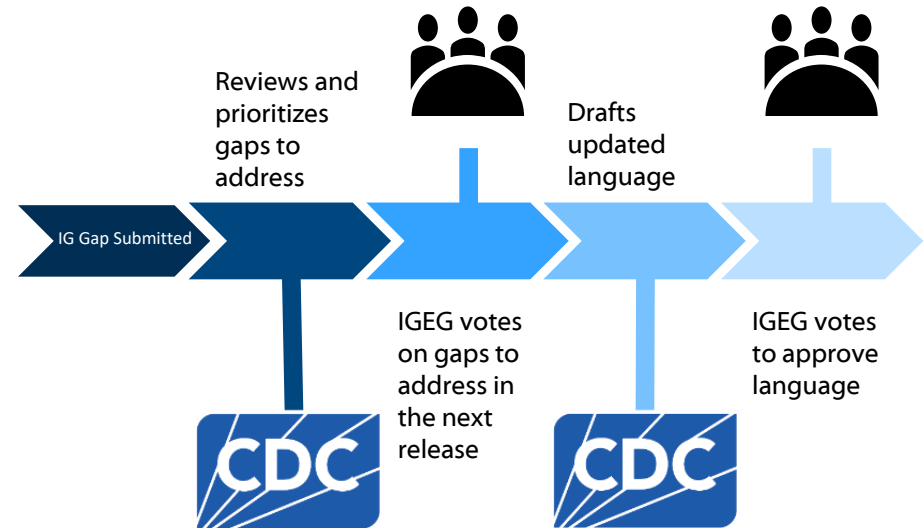 Reviews and
prioritizes
gaps to
address
Drafts
updated
language
IG Gap Submitted
IGEG votes
on gaps to
address in
the next
release
IGEG votes
to approve
language
CDC
CDC